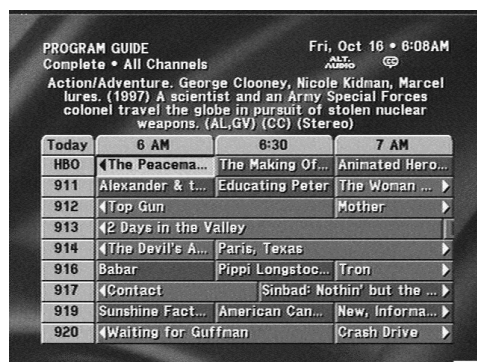 PROGRAM GUIDE Fri, Oct 16 • 6:08AM
Complete • All Channels ALT. AUDIO CC
Action/Adventure. George Clooney, Nicole Kidman, Marcel
Iures. (1997) A scientist and an Army Special Forces
colonel travel the globe in pursuit of stolen nuclear
weapons. (AL,GV) (CC) (Stereo)
Today 6 AM 6:30 7 AM
HBO The Peacema... The Making Of... Animated Hero...
911 Alexander & t... Educating Peter The Woman ...
912 Top Gun Mother
913 2 Days in the Valley
914 The Devil's A... Paris, Texas
916 Babar Pippi Longstoc... Tron
917 Contact Sinbad: Nothin' but the ...
919 Sunshine Fact... American Can... New, Informa...
920 Waiting for Guffman Crash Drive